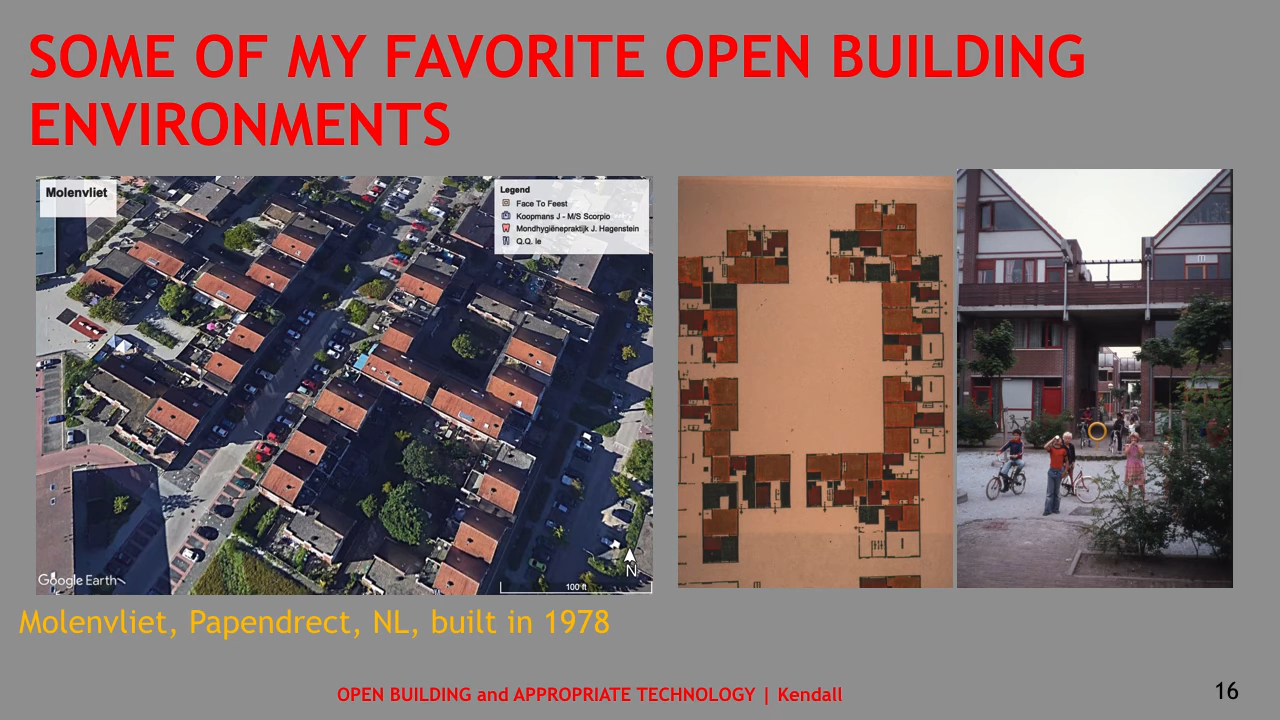 SOME OF MY FAVORITE OPEN BUILDING
ENVIRONMENTS
Molenvliet
Legend
Face To Feest
Koopmans J - M/S Scorpio
Mondhygiënepraktijk J. Hagenstein
Q.Q. le
Google Earth
N
100 ft
Molenvliet, Papendrect, NL, built in 1978
OPEN BUILDING and APPROPRIATE TECHNOLOGY | Kendall
16